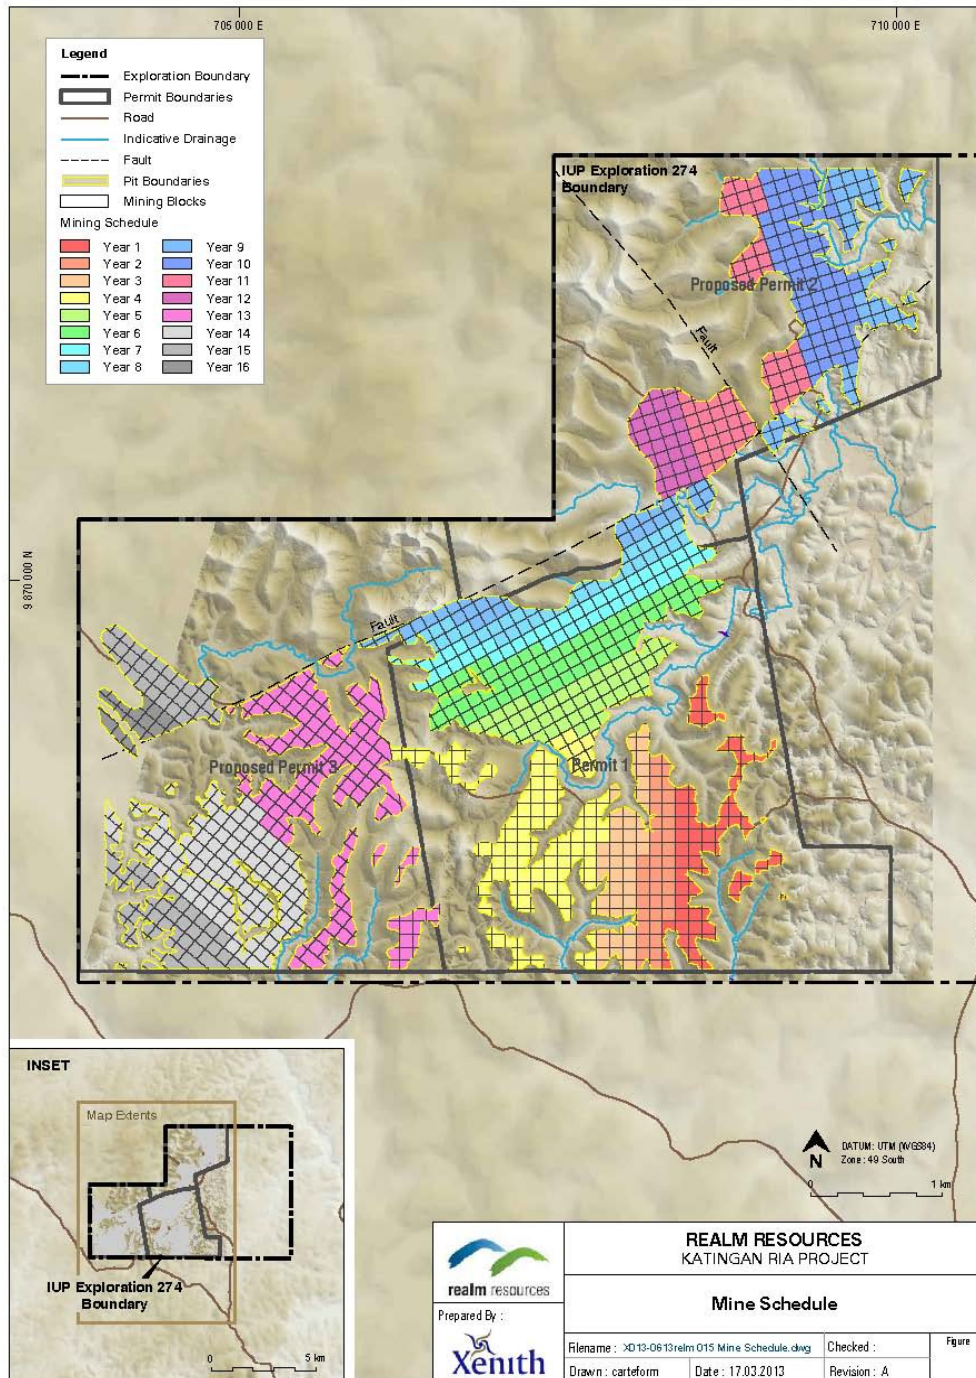 705 000 E
710 000 E
Legend
Exploration Boundary
Permit Boundaries
Road
Indicative Drainage
Fault
Pit Boundaries
Mining Blocks
Mining Schedule
Year 1
Year 2
Year 3
Year 4
Year 5
Year 6
Year 7
Year 8
Year 9
Year 10
Year 11
Year 12
Year 13
Year 14
Year 15
Year 16
IUP Exploration 274
Boundary
Proposed Permit 2
Fault
9 870 000 N
Fault
Proposed Permit 3
Permit 1
INSET
Map Extents
IUP Exploration 274
Boundary
0 5 km
N
DATUM: UTM (WGS84)
Zone : 49 South
0 1 km
realm resources
Prepared By :
Xenith
REALM RESOURCES
KATINGAN RIA PROJECT
Mine Schedule
Filename : XD13-0613relm 015 Mine Schedule.dwg
Checked :
Figure
Drawn : carteform
Date : 17.03.2013
Revision : A